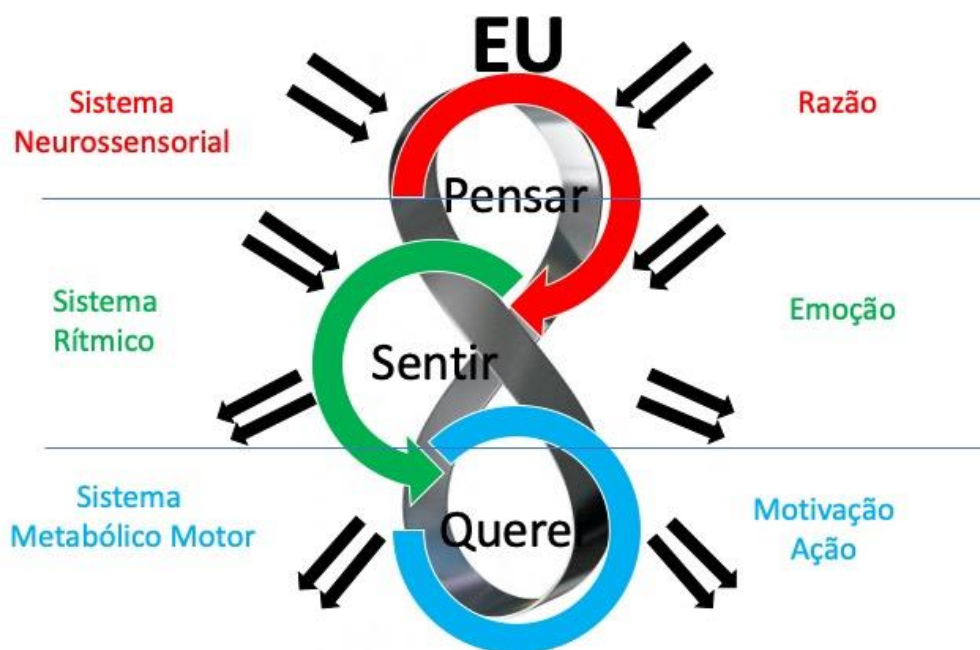 EU
Sistema
Neurossensorial
Razão
Pensar
Sistema
Rítmico
Emoção
Sentir
Sistema
Metabólico Motor
Motivação
Ação
Querer